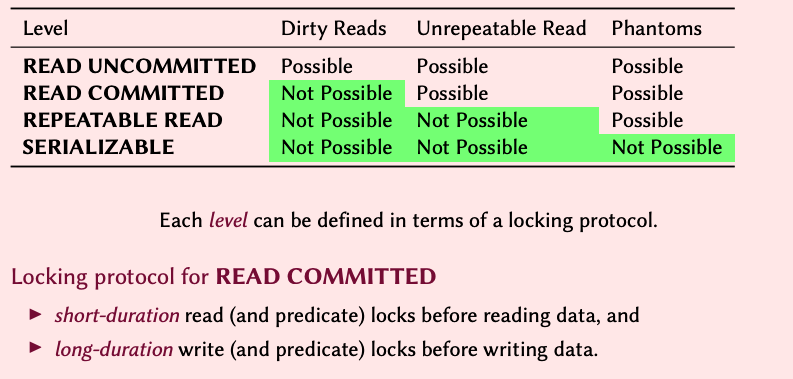 Level Dirty Reads Unrepeatable Read Phantoms
READ UNCOMMITTED Possible Possible Possible
READ COMMITTED Not Possible Possible Possible
REPEATABLE READ Not Possible Not Possible Possible
SERIALIZABLE Not Possible Not Possible Not Possible
Each level can be defined in terms of a locking protocol.
Locking protocol for READ COMMITTED
▶ short-duration read (and predicate) locks before reading data, and
▶ long-duration write (and predicate) locks before writing data.